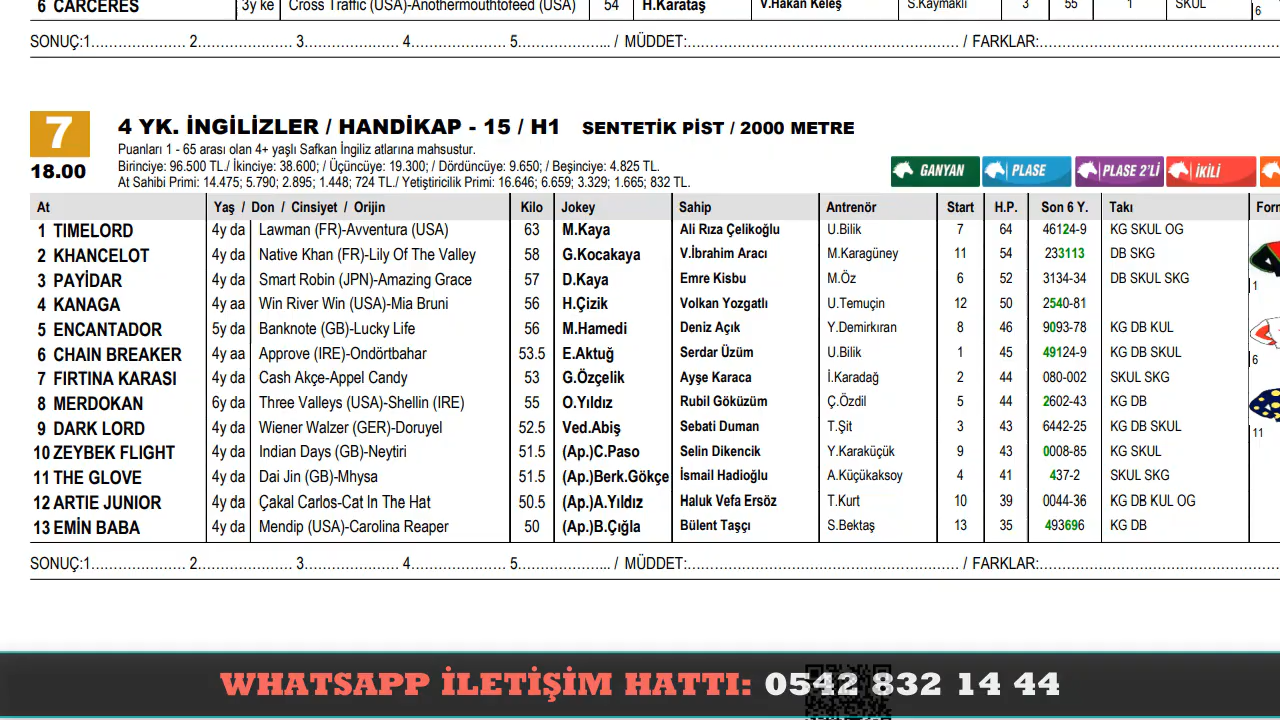 6 CARCERES 3y ke Cross Traffic (USA)-Anothermouthtofeed (USA) 54 H.Karataş V.Hakan Keleş S.Kaymaklı 3 55 1 SKUL 6
SONUÇ:1..................... 2..................... 3..................... 4..................... 5..................... / MÜDDET:............................................................ / FARKLAR:.....................................................
7 4 YK. İNGİLİZLER / HANDİKAP - 15 / H1 SENTETİK PİST / 2000 METRE
Puanları 1 - 65 arası olan 4+ yaşlı Safkan İngiliz atlarına mahsustur.
18.00 Birinciye: 96.500 TL./ İkinciye: 38.600; / Üçüncüye: 19.300; / Dördüncüye: 9.650; / Beşinciye: 4.825 TL.
At Sahibi Primi: 14.475; 5.790; 2.895; 1.448; 724 TL./ Yetiştiricilik Primi: 16.646; 6.659; 3.329; 1.665; 832 TL.
GANYAN PLASE PLASE 2'Lİ İKİLİ
At Yaş / Don / Cinsiyet / Orijin Kilo Jokey Sahip Antrenör Start H.P. Son 6 Y. Takı Form
1 TIMELORD 4y da Lawman (FR)-Avventura (USA) 63 M.Kaya Ali Rıza Çelikoğlu U.Bilik 7 64 46124-9 KG SKUL OG
2 KHANCELOT 4y da Native Khan (FR)-Lily Of The Valley 58 G.Kocakaya V.İbrahim Aracı M.Karagüney 11 54 233113 DB SKG
3 PAYİDAR 4y da Smart Robin (JPN)-Amazing Grace 57 D.Kaya Emre Kisbu M.Öz 6 52 3134-34 DB SKUL SKG 1
4 KANAGA 4y aa Win River Win (USA)-Mia Bruni 56 H.Çizik Volkan Yozgatlı U.Temuçin 12 50 2540-81
5 ENCANTADOR 5y da Banknote (GB)-Lucky Life 56 M.Hamedi Deniz Açık Y.Demirkıran 8 46 9093-78 KG DB KUL
6 CHAIN BREAKER 4y aa Approve (IRE)-Ondörtbahar 53.5 E.Aktuğ Serdar Üzüm U.Bilik 1 45 49124-9 KG DB SKUL 6
7 FIRTINA KARASI 4y da Cash Akçe-Appel Candy 53 G.Özçelik Ayşe Karaca İ.Karadağ 2 44 080-002 SKUL SKG
8 MERDOKAN 6y da Three Valleys (USA)-Shellin (IRE) 55 O.Yıldız Rubil Göküzüm Ç.Özdil 5 44 2602-43 KG DB
9 DARK LORD 4y da Wiener Walzer (GER)-Doruyel 52.5 Ved.Abiş Sebati Duman T.Şit 3 43 6442-25 KG DB SKUL 11
10 ZEYBEK FLIGHT 4y da Indian Days (GB)-Neytiri 51.5 (Ap.)C.Paso Selin Dikencik Y.Karaküçük 9 43 0008-85 KG SKUL
11 THE GLOVE 4y da Dai Jin (GB)-Mhysa 51.5 (Ap.)Berk.Gökçe İsmail Hadioğlu A.Küçükaksoy 4 41 437-2 SKUL SKG
12 ARTIE JUNIOR 4y da Çakal Carlos-Cat In The Hat 50.5 (Ap.)A.Yıldız Haluk Vefa Ersöz T.Kurt 10 39 0044-36 KG DB KUL OG
13 EMİN BABA 4y da Mendip (USA)-Carolina Reaper 50 (Ap.)B.Çığla Bülent Taşçı S.Bektaş 13 35 493696 KG DB
SONUÇ:1..................... 2..................... 3..................... 4..................... 5..................... / MÜDDET:............................................................ / FARKLAR:.....................................................
WHATSAPP İLETİŞİM HATTI: 0542 832 14 44